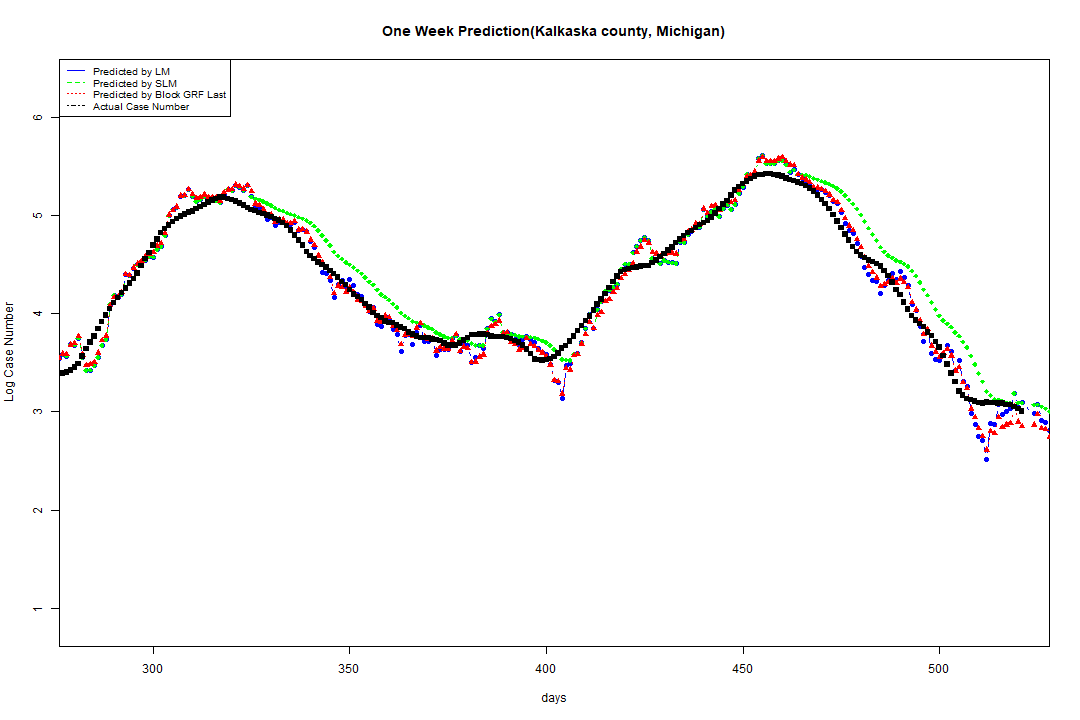 One Week Prediction(Kalkaska county, Michigan)
Predicted by LM
Predicted by SLM
Predicted by Block GRF Last
Actual Case Number
Log Case Number
6
5
4
3
2
1
300 350 400 450 500
days